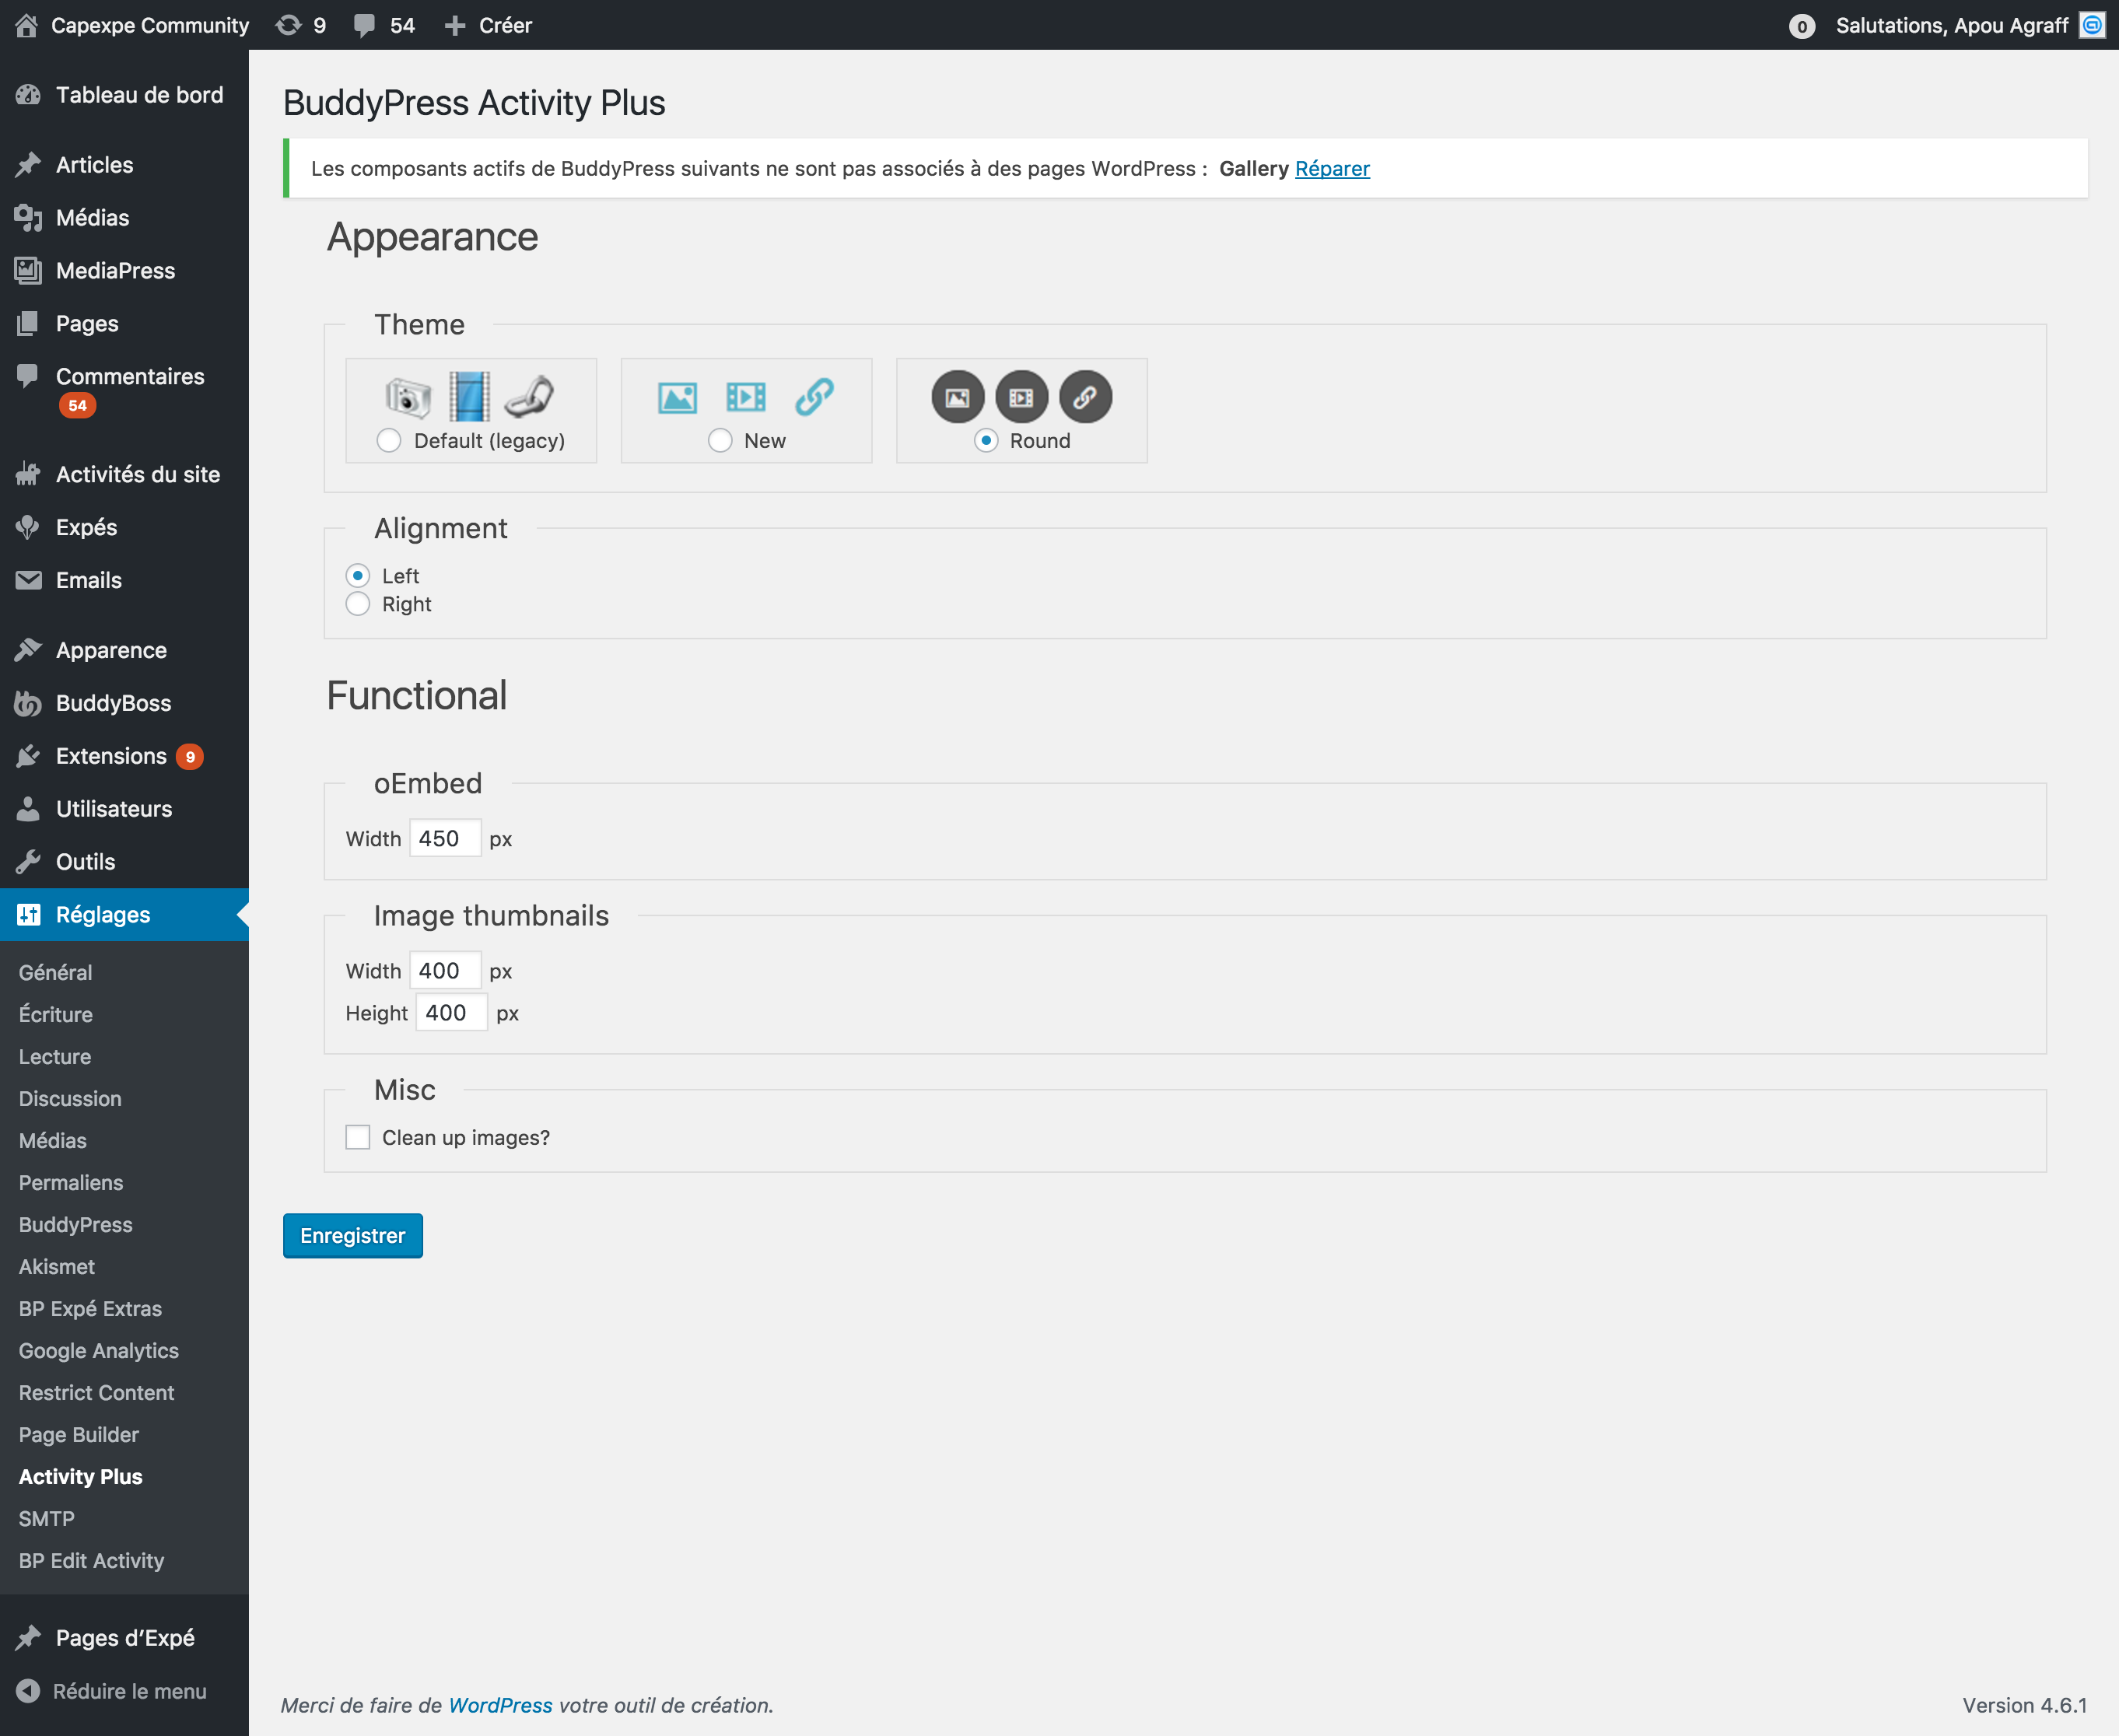 Capexpe Community 9 54 Créer 0 Salutations, Apou Agraff
Tableau de bord
Articles
Médias
MediaPress
Pages
Commentaires
54
Activités du site
Expés
Emails
Apparence
BuddyBoss
Extensions 9
Utilisateurs
Outils
Réglages
Général
Écriture
Lecture
Discussion
Médias
Permaliens
BuddyPress
Akismet
BP Expé Extras
Google Analytics
Restrict Content
Page Builder
Activity Plus
SMTP
BP Edit Activity
Pages d’Expé
Réduire le menu
BuddyPress Activity Plus
Les composants actifs de BuddyPress suivants ne sont pas associés à des pages WordPress : Gallery Réparer
Appearance
Theme
Default (legacy) New Round
Alignment
Left
Right
Functional
oEmbed
Width 450 px
Image thumbnails
Width 400 px
Height 400 px
Misc
Clean up images?
Enregistrer
Merci de faire de WordPress votre outil de création. Version 4.6.1